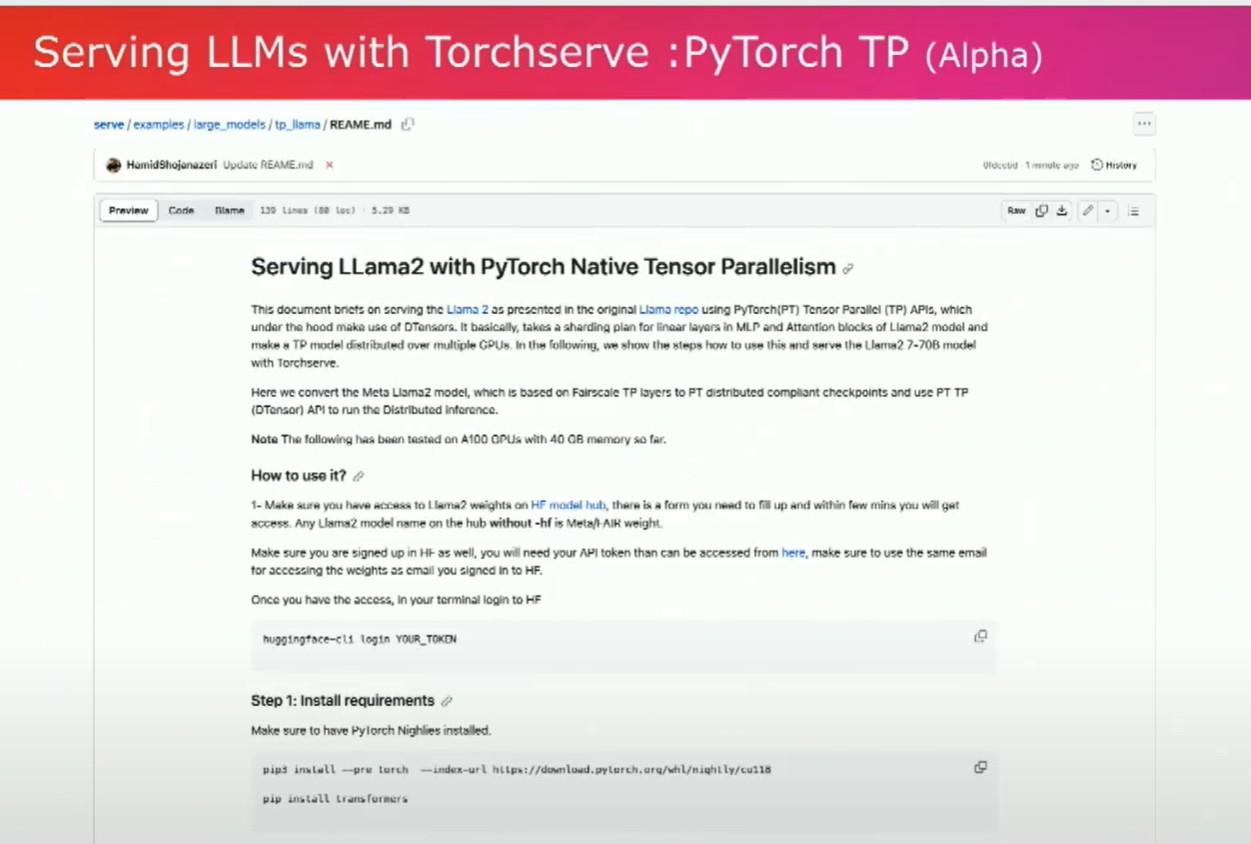 Serving LLMs with Torchserve :PyTorch TP (Alpha)
serve / examples / large_models / tp_llama / REAME.md
HamidShojanazeri Update REAME.md
1 minute ago History
Preview Code Blame 139 lines (80 loc) · 5.29 KB
Raw
Serving LLama2 with PyTorch Native Tensor Parallelism
This document briefs on serving the Llama 2 as presented in the original Llama repo using PyTorch(PT) Tensor Parallel (TP) APIs, which
under the hood make use of DTensors. It basically, takes a sharding plan for linear layers in MLP and Attention blocks of Llama2 model and
make a TP model distributed over multiple GPUs. In the following, we show the steps how to use this and serve the Llama2 7-70B model
with Torchserve.
Here we convert the Meta Llama2 model, which is based on Fairscale TP layers to PT distributed compliant checkpoints and use PT TP
(DTensor) API to run the Distributed inference.
Note The following has been tested on A100 GPUs with 40 GB memory so far.
How to use it?
1- Make sure you have access to Llama2 weights on HF model hub, there is a form you need to fill up and within few mins you will get
access. Any Llama2 model name on the hub without -hf is Meta/FAIR weight.
Make sure you are signed up in HF as well, you will need your API token than can be accessed from here, make sure to use the same email
for accessing the weights as email you signed in to HF.
Once you have the access, in your terminal login to HF
huggingface-cli login YOUR_TOKEN
Step 1: Install requirements
Make sure to have PyTorch Nighlies installed.
pip3 install --pre torch --index-url https://download.pytorch.org/whl/nightly/cu118
pip install transformers